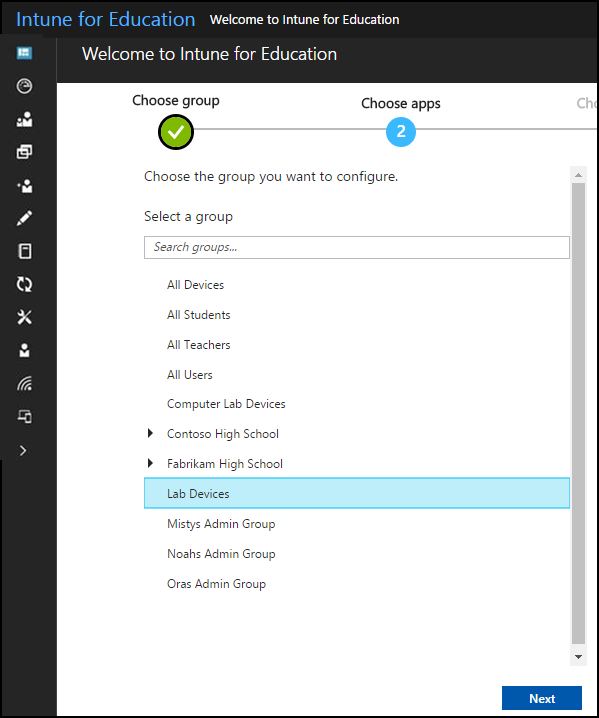 Intune for Education Welcome to Intune for Education
Welcome to Intune for Education
Choose group Choose apps Cho
2
Choose the group you want to configure.
Select a group
Search groups...
All Devices
All Students
All Teachers
All Users
Computer Lab Devices
Contoso High School
Fabrikam High School
Lab Devices
Mistys Admin Group
Noahs Admin Group
Oras Admin Group
Next